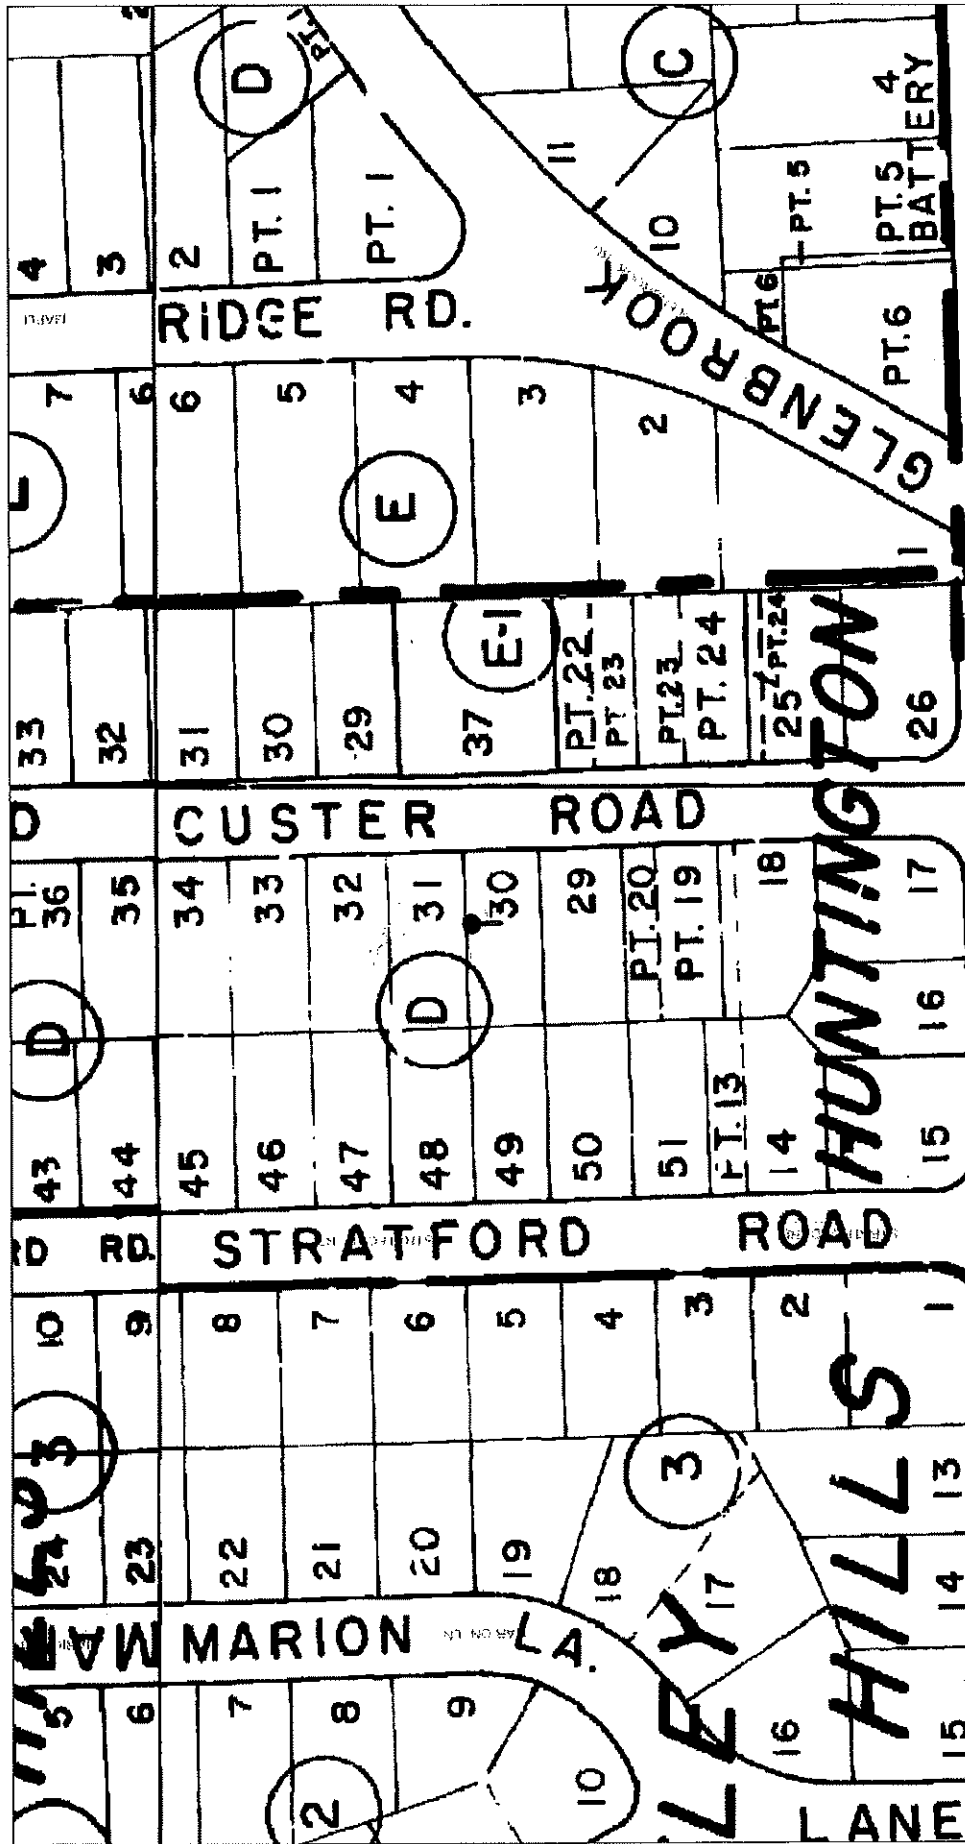 D
PT. 1
C
4
3
2
PT. 1
PT. 1
11
10
PT. 5
4
PT. 5
BATTERY
RIDGE RD.
GLENBROOK
PT 6
PT. 6
7
6
6
5
4
3
2
1
E
E-1
33
32
31
30
29
37
PT. 22
PT. 23
PT. 23
PT. 24
25
PT. 24
26
D
CUSTER ROAD
PT.
36
35
34
33
32
31
30
29
PT. 20
PT. 19
18
17
D
D
16
43
44
45
46
47
48
49
50
51
PT. 13
14
15
HUNTINGTON
RD RD.
STRATFORD ROAD
10
9
8
7
6
5
4
3
2
1
3
3
24
23
22
21
20
19
18
17
13
14
HILLS
MARION LA.
LEY
5
6
7
8
9
10
16
15
2
LANE